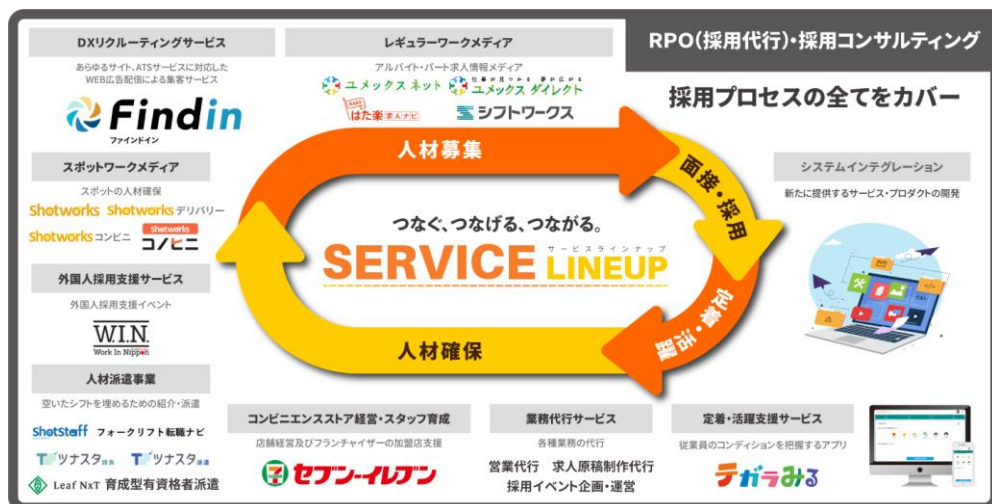 DXリクルーティングサービス
あらゆるサイト、ATSサービスに対応した
WEB広告配信による集客サービス
Findin
ファインドイン
レギュラーワークメディア
アルバイト・パート求人情報メディア
ユメックスネット
仕事が見つかる 夢が広がる
ユメックス ダイレクト
はた楽 求人ナビ
シフトワークス
RPO(採用代行)・採用コンサルティング
採用プロセスの全てをカバー
人材募集
面接・採用
定着・活躍
人材確保
つなぐ、つなげる、つながる。
サービスラインナップ
SERVICE LINEUP
スポットワークメディア
スポットの人材確保
Shotworks Shotworks デリバリー
Shotworks コンビニ
Shotworks
コノヒニ
システムインテグレーション
新たに提供するサービス・プロダクトの開発
外国人採用支援サービス
外国人採用支援イベント
W.I.N.
Work In Nippon
人材派遣事業
空いたシフトを埋めるための紹介・派遣
ShotStaff フォークリフト転職ナビ
ツナスタ ツナスタ 派遣
Leaf NxT 育成型有資格者派遣
コンビニエンスストア経営・スタッフ育成
店舗経営及びフランチャイザーの加盟店支援
セブン‐イレブン
業務代行サービス
各種業務の代行
営業代行 求人原稿制作代行
採用イベント企画・運営
定着・活躍支援サービス
従業員のコンディションを把握するアプリ
テガラみる